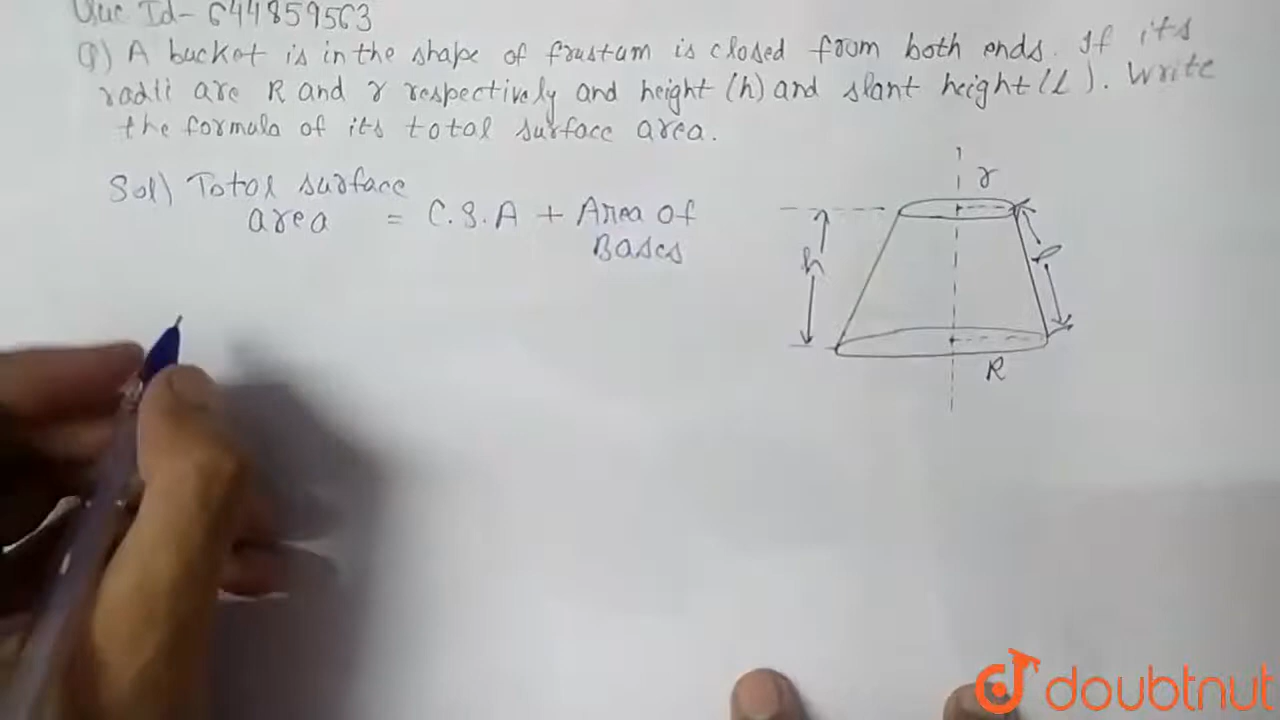 Que Id- 644859563
Q) A bucket is in the shape of frustum is closed from both ends. If its
radii are R and r respectively and height (h) and slant height (l). Write
the formula of its total surface area.
Sol) Total surface
area = C.S.A + Area of
Bases
r
h
l
R
doubtnut